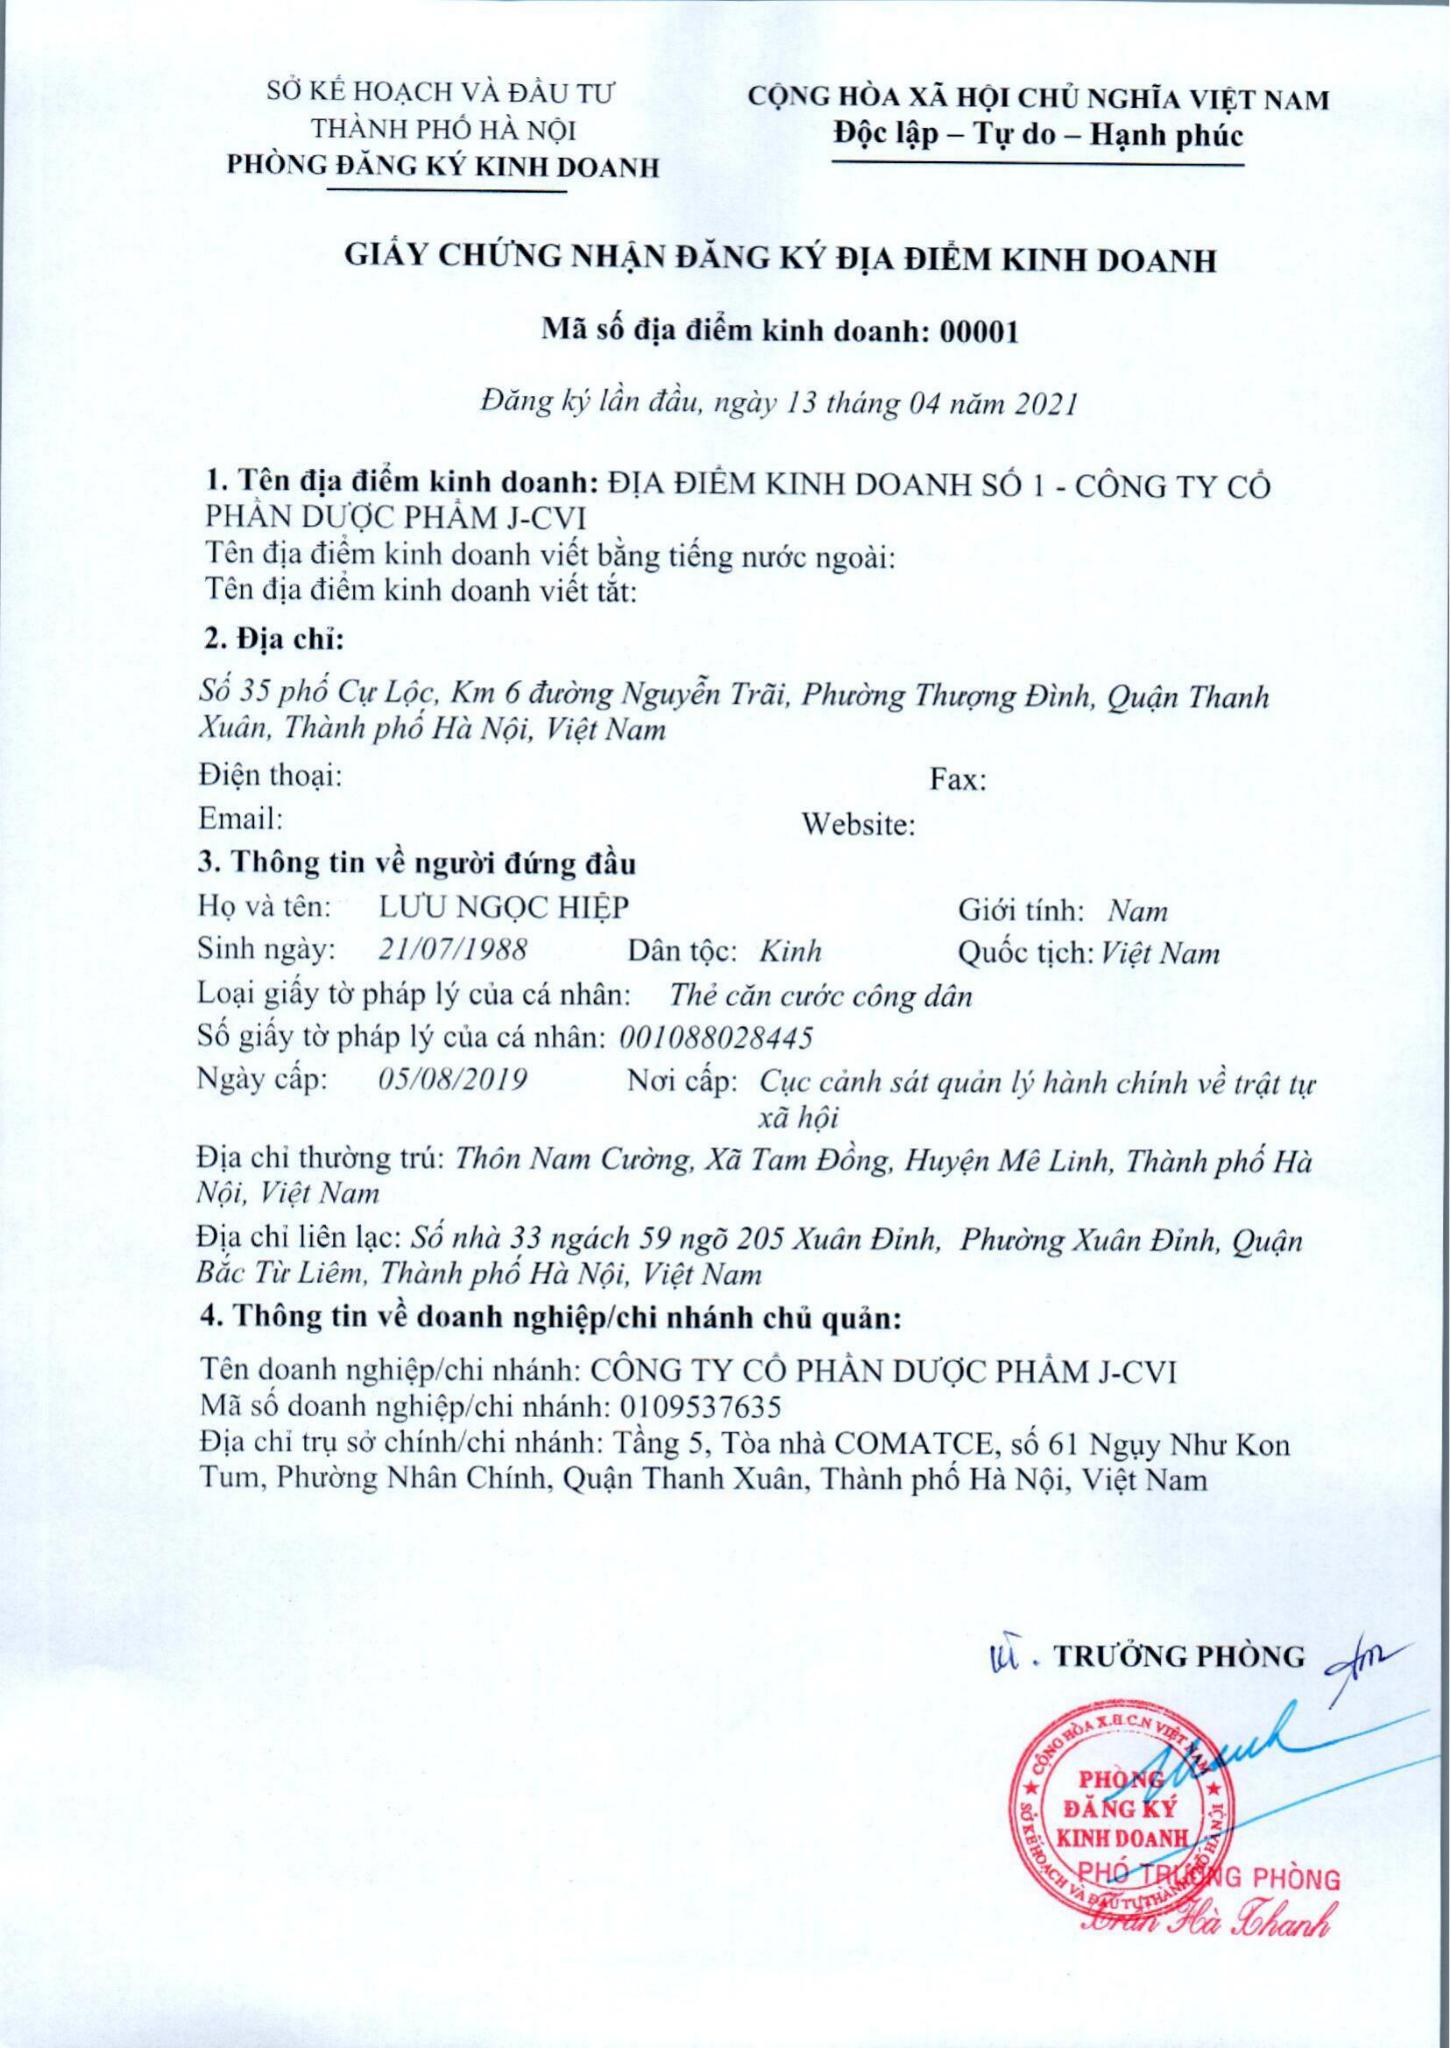 SỞ KẾ HOẠCH VÀ ĐẦU TƯ
THÀNH PHỐ HÀ NỘI
PHÒNG ĐĂNG KÝ KINH DOANH
CỘNG HÒA XÃ HỘI CHỦ NGHĨA VIỆT NAM
Độc lập – Tự do – Hạnh phúc
GIẤY CHỨNG NHẬN ĐĂNG KÝ ĐỊA ĐIỂM KINH DOANH
Mã số địa điểm kinh doanh: 00001
Đăng ký lần đầu, ngày 13 tháng 04 năm 2021
1. Tên địa điểm kinh doanh: ĐỊA ĐIỂM KINH DOANH SỐ 1 - CÔNG TY CỔ
PHẦN DƯỢC PHẨM J-CVI
Tên địa điểm kinh doanh viết bằng tiếng nước ngoài:
Tên địa điểm kinh doanh viết tắt:
2. Địa chỉ:
Số 35 phố Cự Lộc, Km 6 đường Nguyễn Trãi, Phường Thượng Đình, Quận Thanh
Xuân, Thành phố Hà Nội, Việt Nam
Điện thoại: Fax:
Email: Website:
3. Thông tin về người đứng đầu
Họ và tên: LƯU NGỌC HIỆP Giới tính: Nam
Sinh ngày: 21/07/1988 Dân tộc: Kinh Quốc tịch: Việt Nam
Loại giấy tờ pháp lý của cá nhân: Thẻ căn cước công dân
Số giấy tờ pháp lý của cá nhân: 001088028445
Ngày cấp: 05/08/2019 Nơi cấp: Cục cảnh sát quản lý hành chính về trật tự
xã hội
Địa chỉ thường trú: Thôn Nam Cường, Xã Tam Đồng, Huyện Mê Linh, Thành phố Hà
Nội, Việt Nam
Địa chỉ liên lạc: Số nhà 33 ngách 59 ngõ 205 Xuân Đỉnh, Phường Xuân Đỉnh, Quận
Bắc Từ Liêm, Thành phố Hà Nội, Việt Nam
4. Thông tin về doanh nghiệp/chi nhánh chủ quản:
Tên doanh nghiệp/chi nhánh: CÔNG TY CỔ PHẦN DƯỢC PHẨM J-CVI
Mã số doanh nghiệp/chi nhánh: 0109537635
Địa chỉ trụ sở chính/chi nhánh: Tầng 5, Tòa nhà COMATCE, số 61 Ngụy Như Kon
Tum, Phường Nhân Chính, Quận Thanh Xuân, Thành phố Hà Nội, Việt Nam
KT. TRƯỞNG PHÒNG
CỘNG HÒA X.H.C.N VIỆT NAM
PHÒNG
ĐĂNG KÝ
KINH DOANH
SỞ KẾ HOẠCH VÀ ĐẦU TƯ THÀNH PHỐ HÀ NỘI
PHÓ TRƯỞNG PHÒNG
Trần Hà Thanh